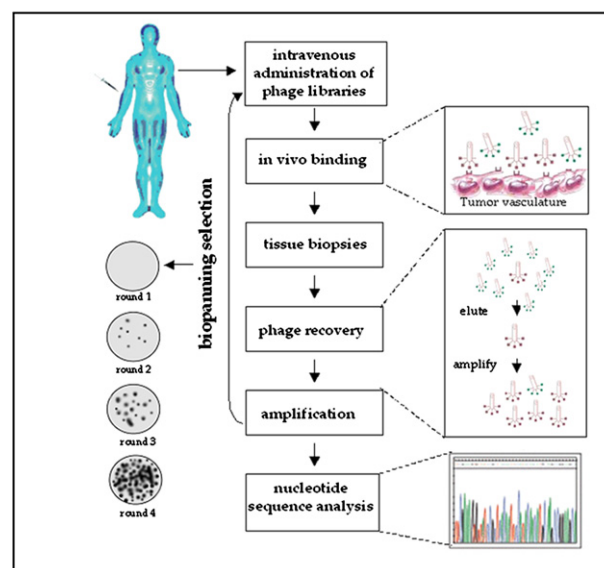 intravenous
administration of
phage libraries
in vivo binding
Tumor vasculature
tissue biopsies
biopanning selection
round 1
phage recovery
elute
amplify
round 2
amplification
round 3
nucleotide
sequence analysis
round 4